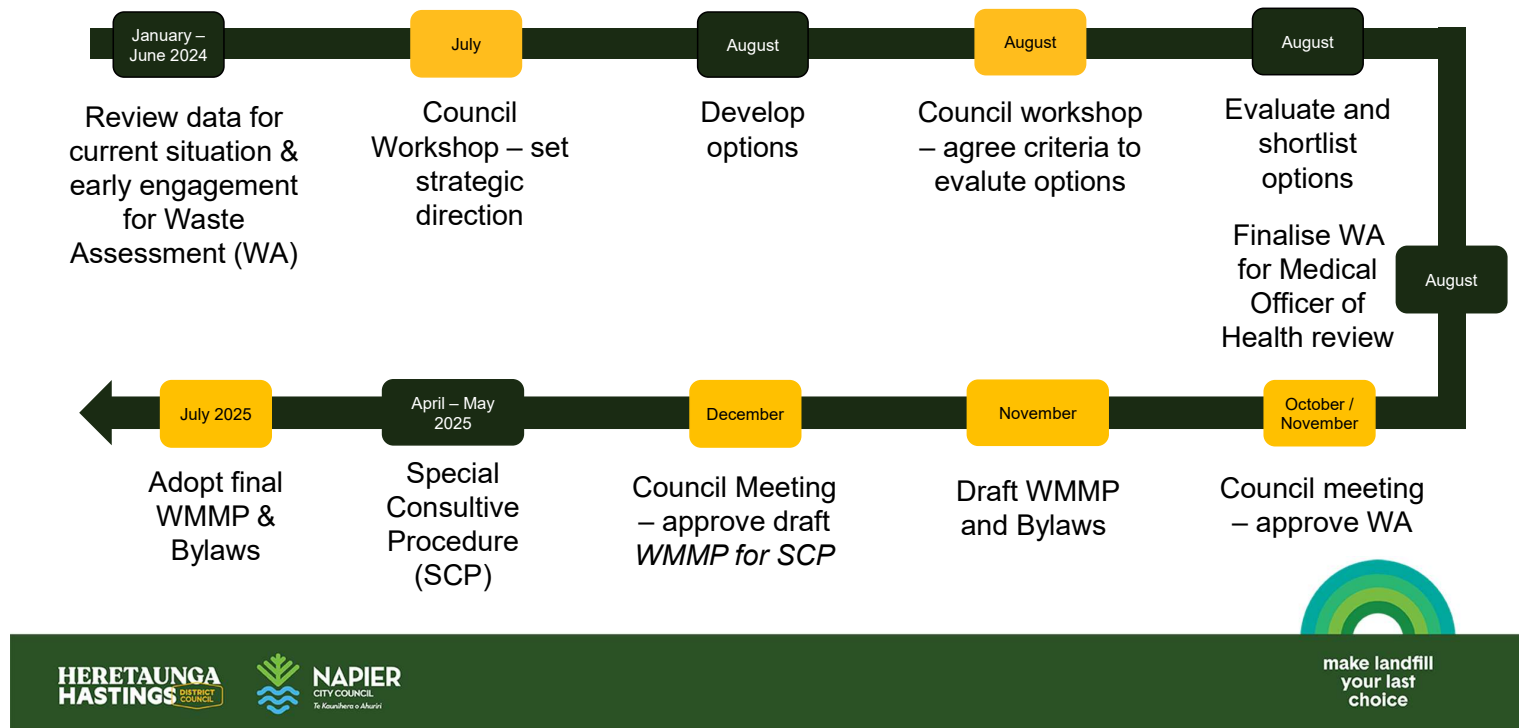 January –
June 2024
Review data for
current situation &
early engagement
for Waste
Assessment (WA)
July
Council
Workshop – set
strategic
direction
August
Develop
options
August
Council workshop
– agree criteria to
evalute options
August
Evaluate and
shortlist
options
August
Finalise WA
for Medical
Officer of
Health review
October /
November
Council meeting
– approve WA
November
Draft WMMP
and Bylaws
December
Council Meeting
– approve draft
WMMP for SCP
April – May
2025
Special
Consultive
Procedure
(SCP)
July 2025
Adopt final
WMMP &
Bylaws
HERETAUNGA
HASTINGS DISTRICT
COUNCIL
NAPIER
CITY COUNCIL
Te Kaunihera o Ahuriri
make landfill
your last
choice